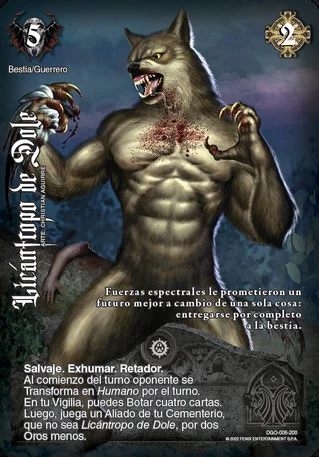 5
2
Bestia/Guerrero
Licántropo de Dole
ARTE: CHRISTIAN AGUIRRE
Fuerzas espectrales le prometieron un
futuro mejor a cambio de una sola cosa:
entregarse por completo
a la bestia.
Salvaje. Exhumar. Retador.
Al comienzo del turno oponente se
Transforma en Humano por el turno.
En tu Vigilia, puedes Botar cuatro cartas.
Luego, juega un Aliado de tu Cementerio,
que no sea Licántropo de Dole, por dos
Oros menos.
DGO-008-200
© 2022 FENIX ENTERTAINMENT S.P.A.